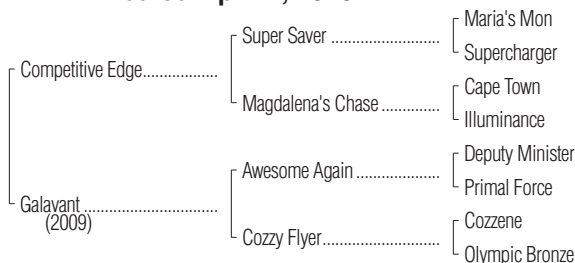 Maria's Mon
Super Saver
Supercharger
Competitive Edge
Cape Town
Magdalena's Chase
Illuminance
Deputy Minister
Awesome Again
Primal Force
Galavant
(2009)
Cozzene
Cozzy Flyer
Olympic Bronze